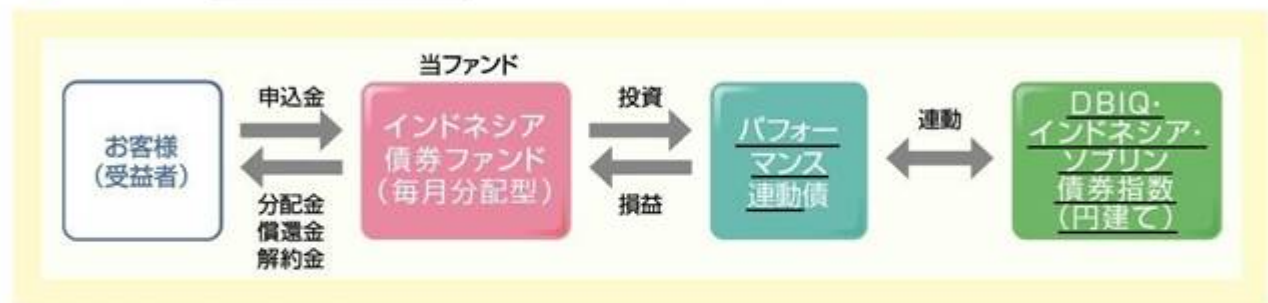 お客様
(受益者)
申込金
分配金
償還金
解約金
当ファンド
インドネシア
債券ファンド
(毎月分配型)
投資
損益
パフォー
マンス
連動債
連動
DBIQ・
インドネシア・
ソブリン
債券指数
(円建て)